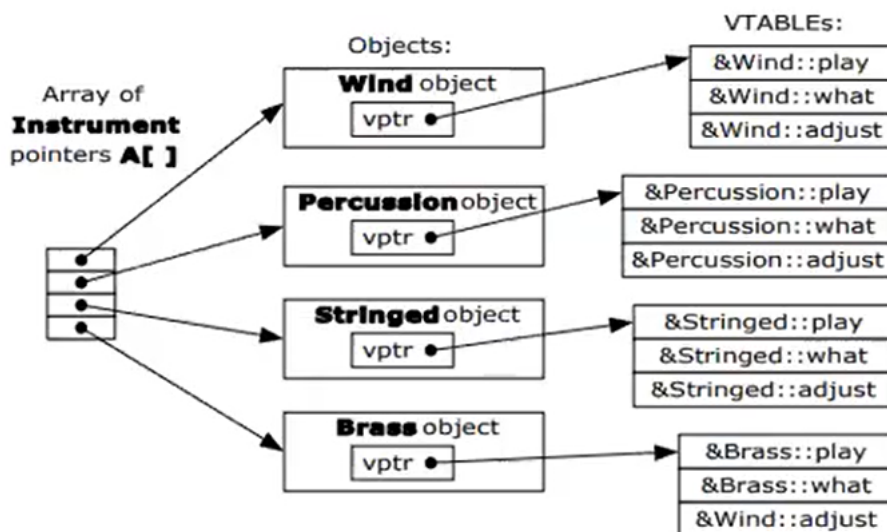 Array of
Instrument
pointers A[ ]
Objects:
Wind object
vptr
Percussion object
vptr
Stringed object
vptr
Brass object
vptr
VTABLEs:
&Wind::play
&Wind::what
&Wind::adjust
&Percussion::play
&Percussion::what
&Percussion::adjust
&Stringed::play
&Stringed::what
&Stringed::adjust
&Brass::play
&Brass::what
&Wind::adjust